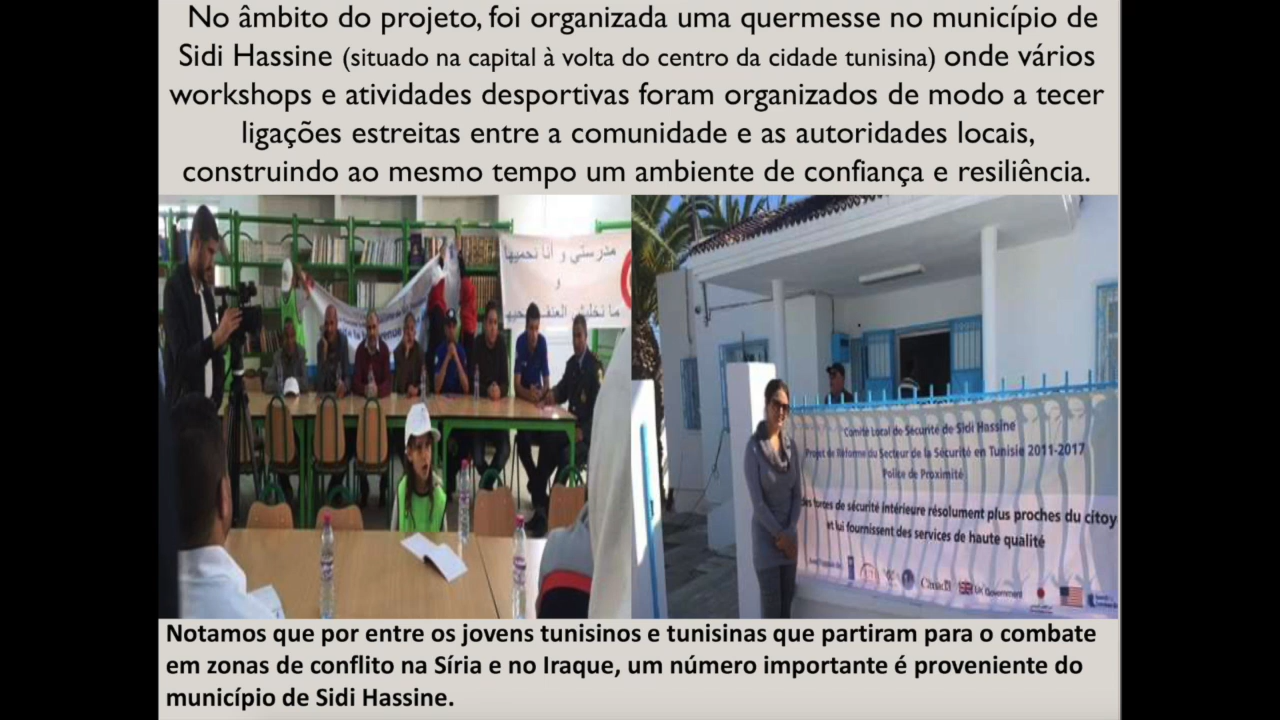 No âmbito do projeto, foi organizada uma quermesse no município de
Sidi Hassine (situado na capital à volta do centro da cidade tunisina) onde vários
workshops e atividades desportivas foram organizados de modo a tecer
ligações estreitas entre a comunidade e as autoridades locais,
construindo ao mesmo tempo um ambiente de confiança e resiliência.
مدرستي و أنا نحميها
و
ما نخليش العنف
Comité Local de Sécurité de Sidi Hassine
Projet de Réforme du Secteur de la Sécurité en Tunisie 2011-2017
Police de Proximité
des forces de sécurité intérieure résolument plus proches du citoy
et lui fournissent des services de haute qualité
Canada
UK Government
Notamos que por entre os jovens tunisinos e tunisinas que partiram para o combate
em zonas de conflito na Síria e no Iraque, um número importante é proveniente do
município de Sidi Hassine.